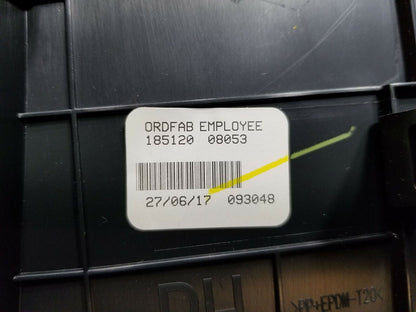 ORDFAB EMPLOYEE
185120 08053
27/06/17 093048
>PP+EPDM-T20<